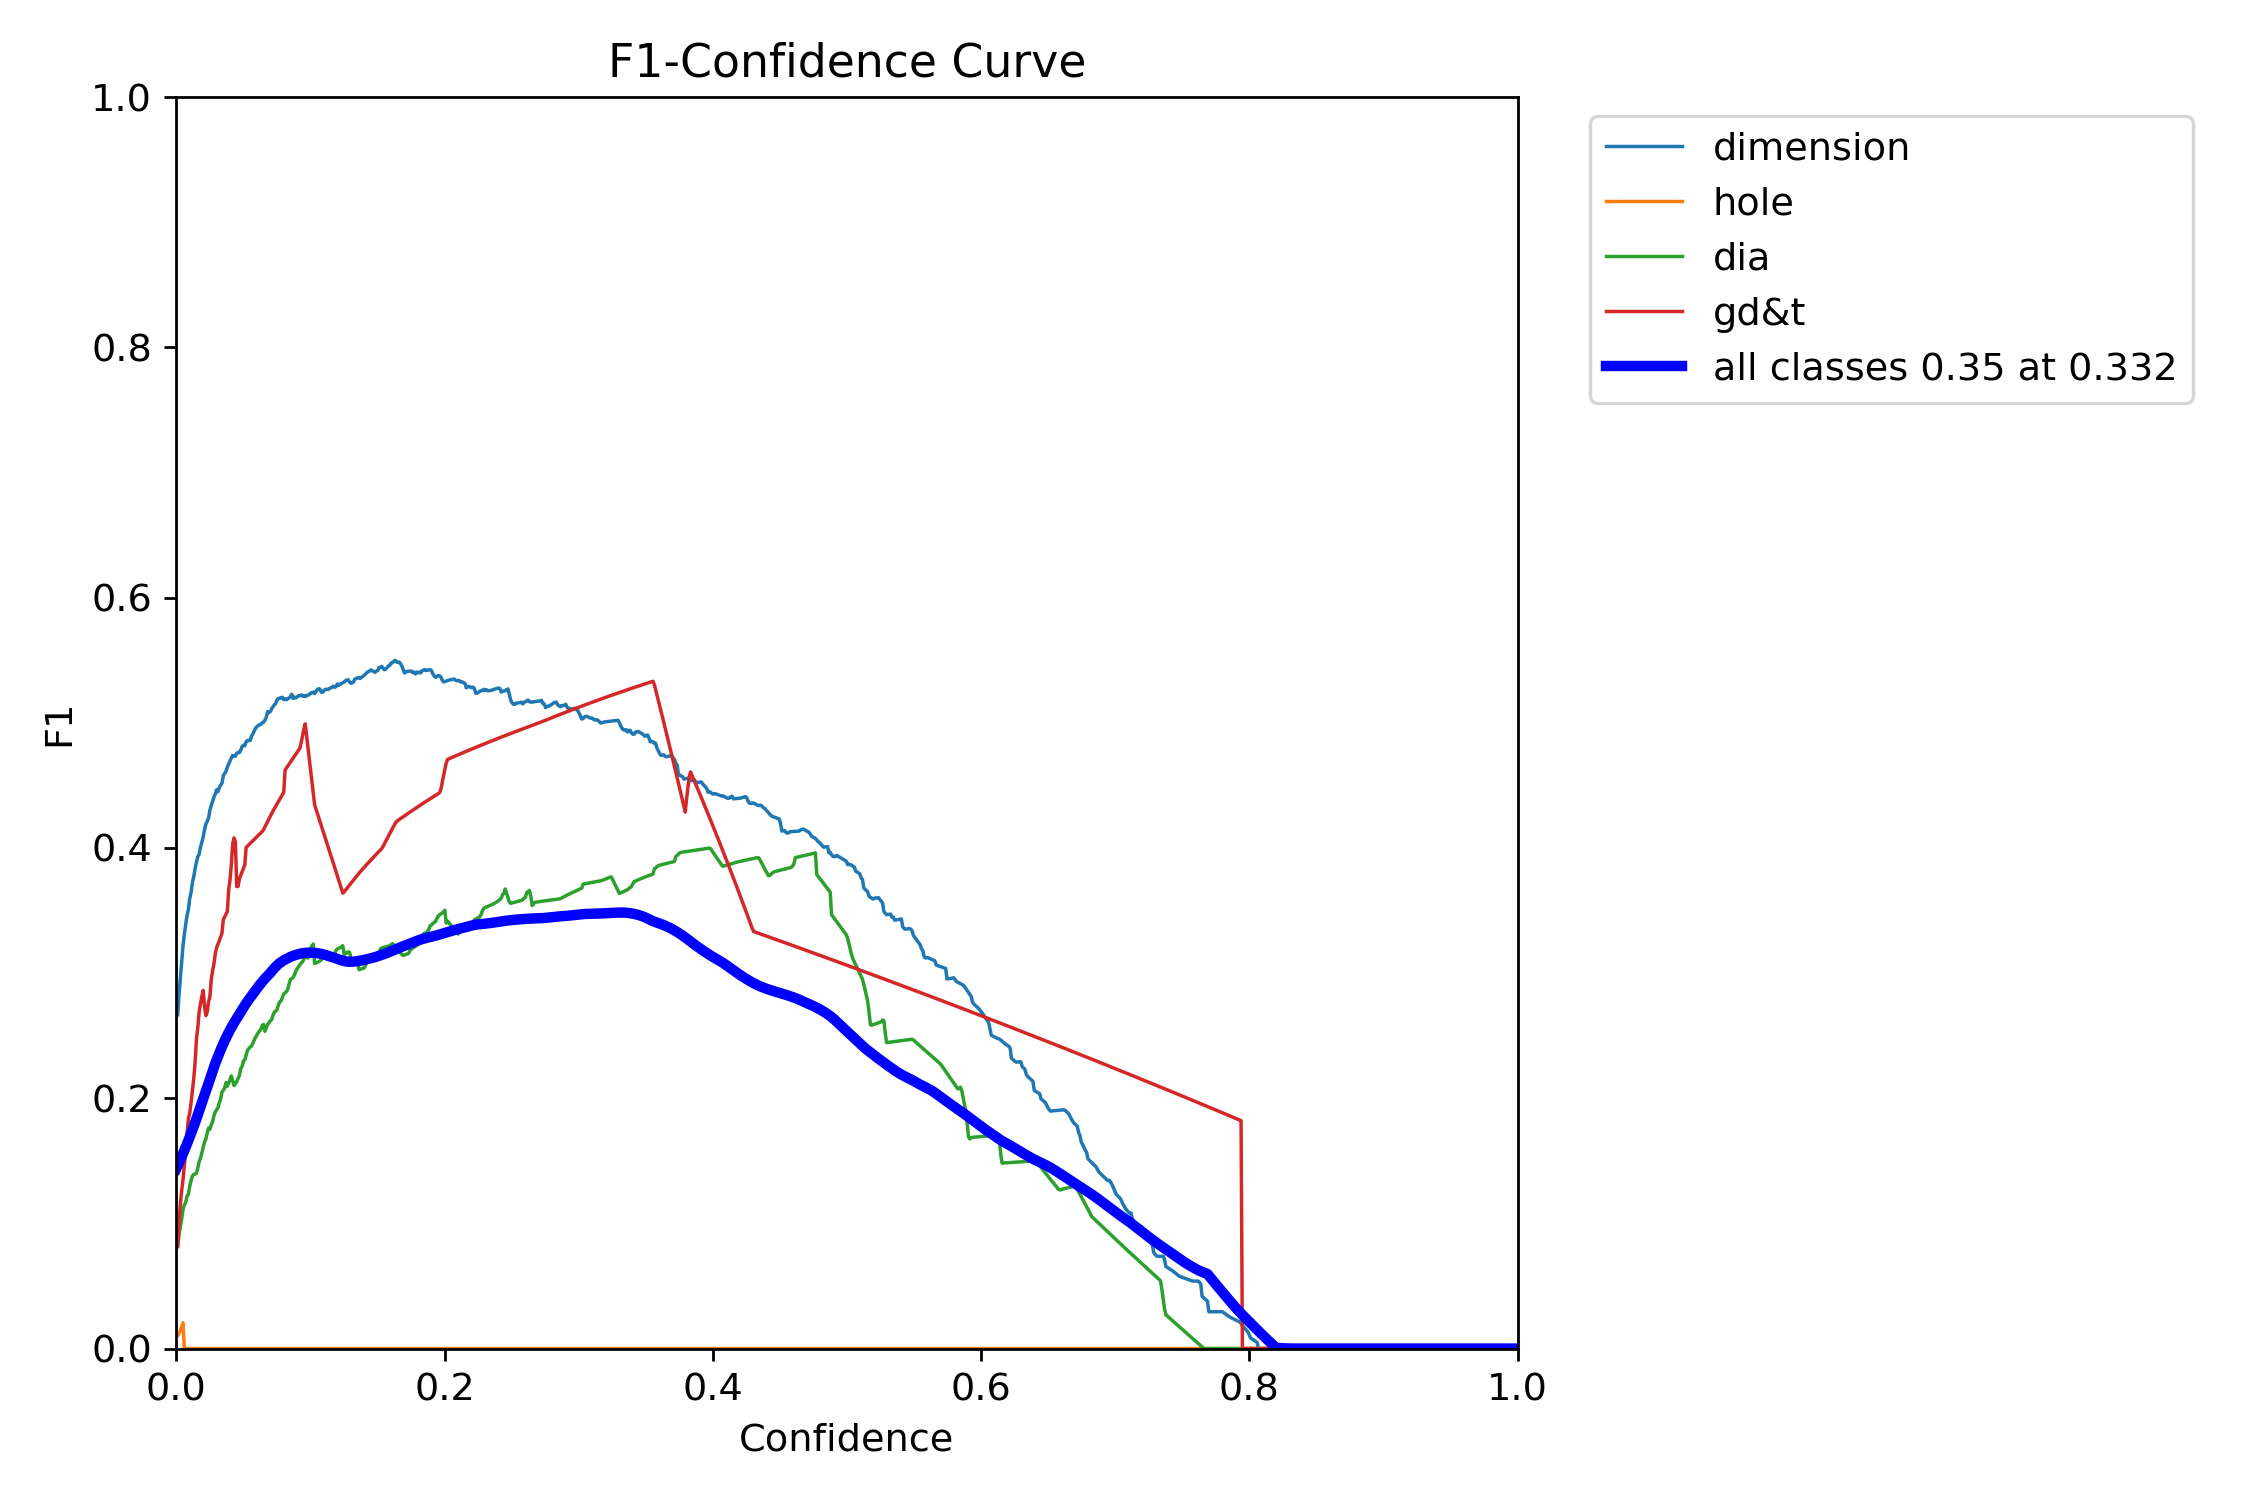 F1-Confidence Curve
1.0
0.8
0.6
0.4
0.2
0.0
F1
0.0 0.2 0.4 0.6 0.8 1.0
Confidence
dimension
hole
dia
gd&t
all classes 0.35 at 0.332